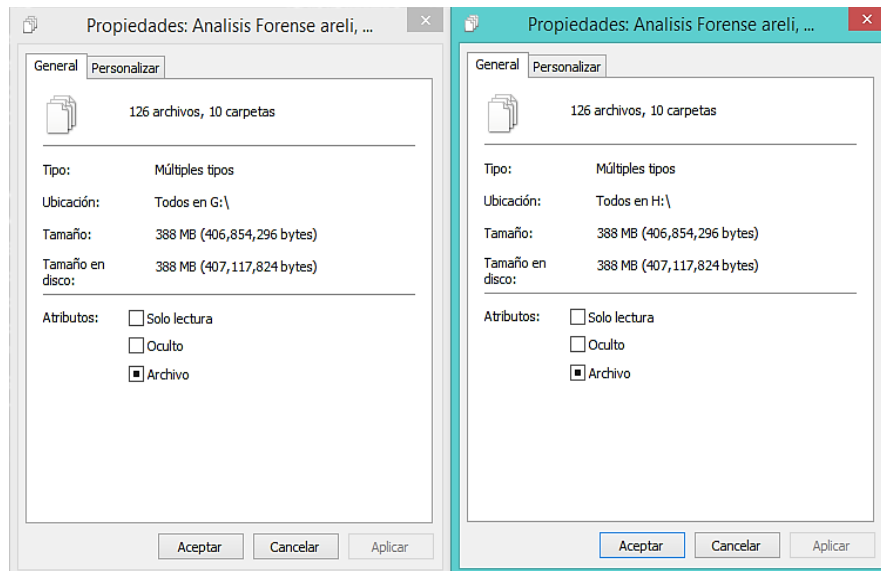 Propiedades: Analisis Forense areli, ...
General Personalizar
126 archivos, 10 carpetas
Tipo: Múltiples tipos
Ubicación: Todos en G:\
Tamaño: 388 MB (406,854,296 bytes)
Tamaño en disco: 388 MB (407,117,824 bytes)
Atributos: Solo lectura
Oculto
Archivo
Aceptar Cancelar Aplicar
Propiedades: Analisis Forense areli, ...
General Personalizar
126 archivos, 10 carpetas
Tipo: Múltiples tipos
Ubicación: Todos en H:\
Tamaño: 388 MB (406,854,296 bytes)
Tamaño en disco: 388 MB (407,117,824 bytes)
Atributos: Solo lectura
Oculto
Archivo
Aceptar Cancelar Aplicar